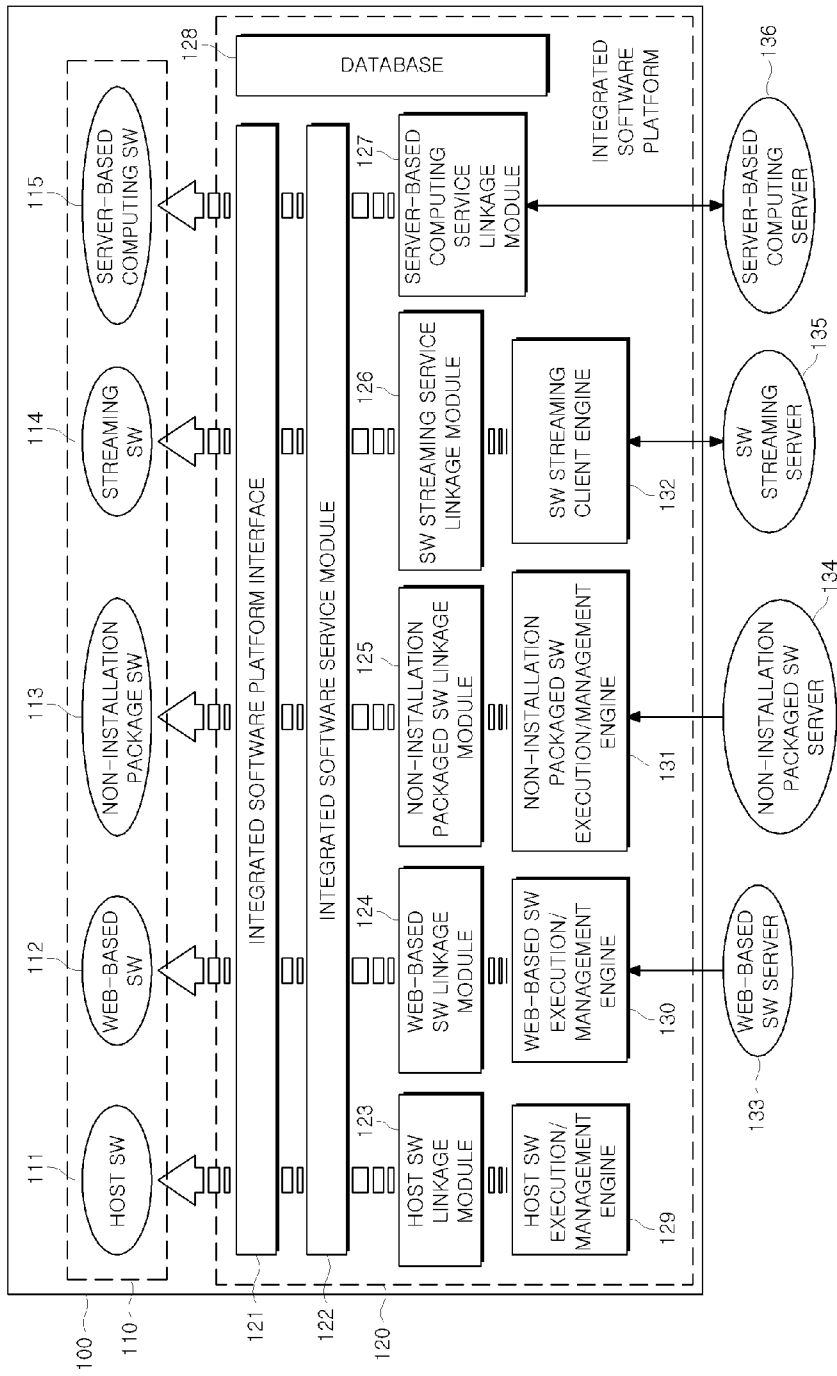 115
114
113
112
111
SERVER-BASED
COMPUTING SW
STREAMING
SW
NON-INSTALLATION
PACKAGE SW
WEB-BASED
SW
HOST SW
100
110
128
DATABASE
INTEGRATED SOFTWARE PLATFORM INTERFACE
121
INTEGRATED SOFTWARE SERVICE MODULE
122
120
127
SERVER-BASED
COMPUTING
SERVICE
LINKAGE
MODULE
126
SW STREAMING SERVICE
LINKAGE MODULE
125
NON-INSTALLATION
PACKAGED SW LINKAGE
MODULE
124
WEB-BASED
SW LINKAGE
MODULE
123
HOST SW
LINKAGE
MODULE
INTEGRATED
SOFTWARE
PLATFORM
SW STREAMING
CLIENT ENGINE
132
NON-INSTALLATION
PACKAGED SW
EXECUTION/MANAGEMENT
ENGINE
131
WEB-BASED SW
EXECUTION/
MANAGEMENT
ENGINE
130
HOST SW
EXECUTION/
MANAGEMENT
ENGINE
129
136
SERVER-BASED
COMPUTING
SERVER
135
SW
STREAMING
SERVER
134
NON-INSTALLATION
PACKAGED SW
SERVER
WEB-BASED
SW SERVER
133